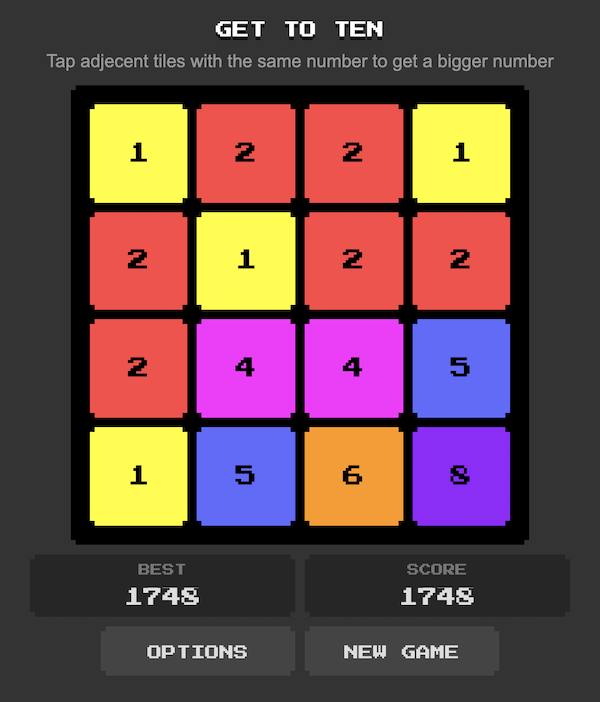 GET TO TEN
Tap adjecent tiles with the same number to get a bigger number
1 2 2 1
2 1 2 2
2 4 4 5
1 5 6 8
BEST SCORE
1748 1748
OPTIONS NEW GAME